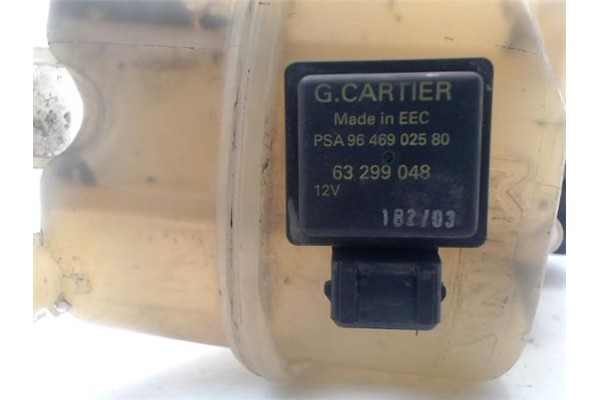 G.CARTIER
Made in EEC
PSA 96 469 025 80
63 299 048
12V
182/03